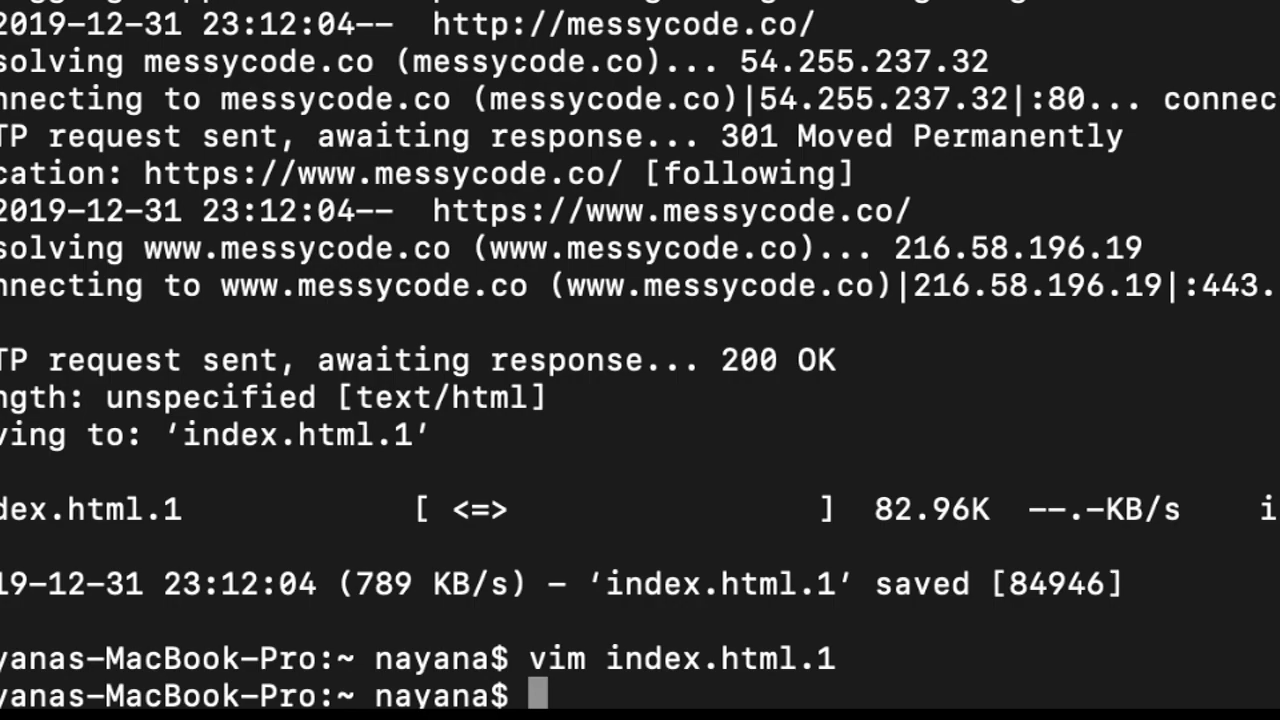 2019-12-31 23:12:04--  http://messycode.co/
solving messycode.co (messycode.co)... 54.255.237.32
nnecting to messycode.co (messycode.co)|54.255.237.32|:80... connec
TP request sent, awaiting response... 301 Moved Permanently
cation: https://www.messycode.co/ [following]
2019-12-31 23:12:04--  https://www.messycode.co/
solving www.messycode.co (www.messycode.co)... 216.58.196.19
nnecting to www.messycode.co (www.messycode.co)|216.58.196.19|:443.
TP request sent, awaiting response... 200 OK
ngth: unspecified [text/html]
ving to: ‘index.html.1’
dex.html.1            [ <=>                ]  82.96K  --.-KB/s    i
19-12-31 23:12:04 (789 KB/s) - ‘index.html.1’ saved [84946]
yanas-MacBook-Pro:~ nayana$ vim index.html.1
yanas-MacBook-Pro:~ nayana$